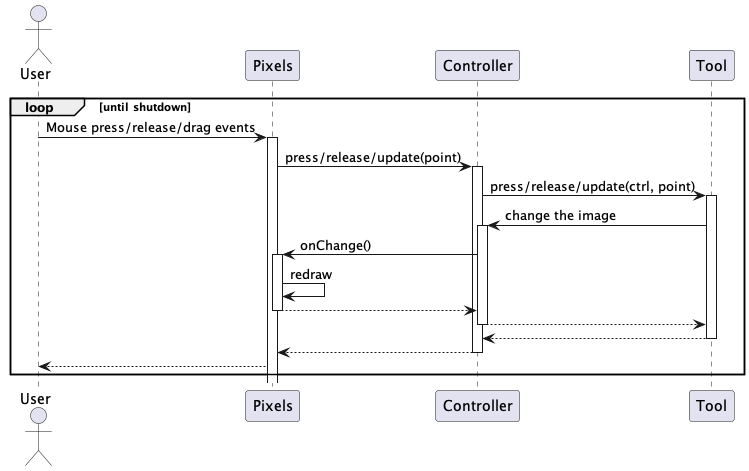 User
Pixels
Controller
Tool
loop
[until shutdown]
Mouse press/release/drag events
press/release/update(point)
press/release/update(ctrl, point)
change the image
onChange()
redraw
User
Pixels
Controller
Tool